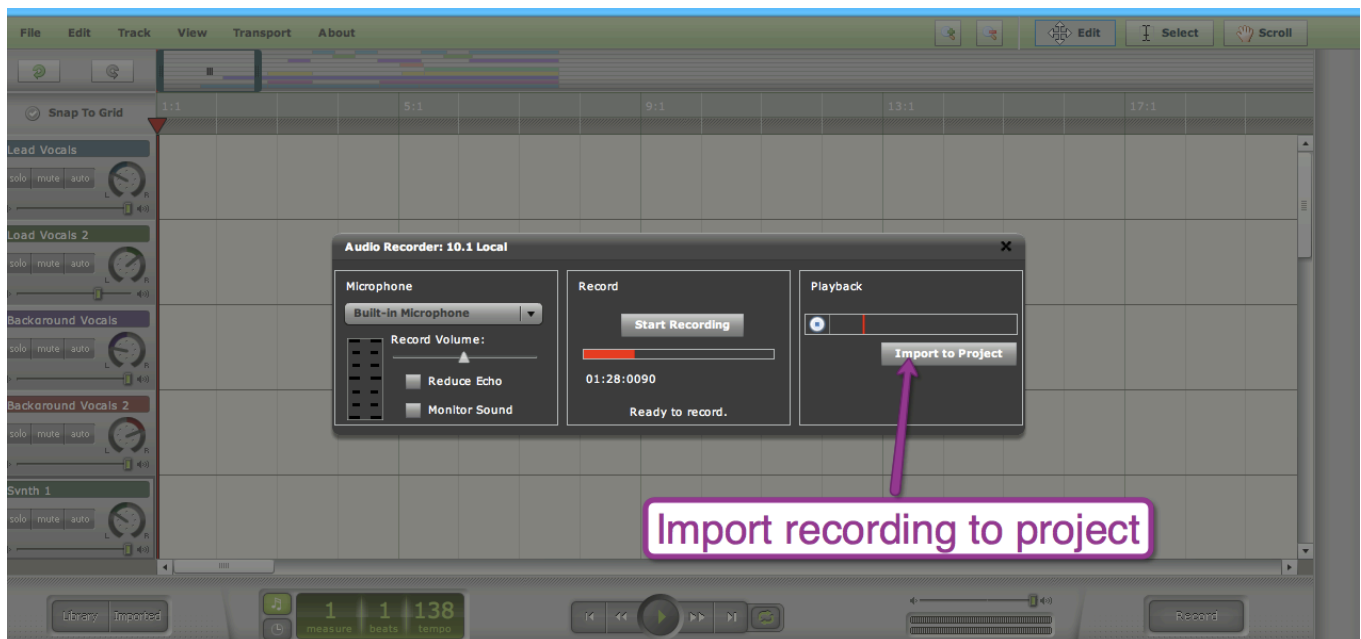 File Edit Track View Transport About Edit Select Scroll
Snap To Grid 1:1 5:1 9:1 13:1 17:1
Lead Vocals
solo mute auto
L R
Load Vocals 2
solo mute auto
L R
Background Vocals
solo mute auto
L R
Background Vocals 2
solo mute auto
L R
Synth 1
solo mute auto
L R
Audio Recorder: 10.1 Local X
Microphone
Built-in Microphone
Record Volume:
Reduce Echo
Monitor Sound
Record
Start Recording
01:28:0090
Ready to record.
Playback
Import to Project
Import recording to project
Library Imported
1 1 138
measure beats tempo
Record